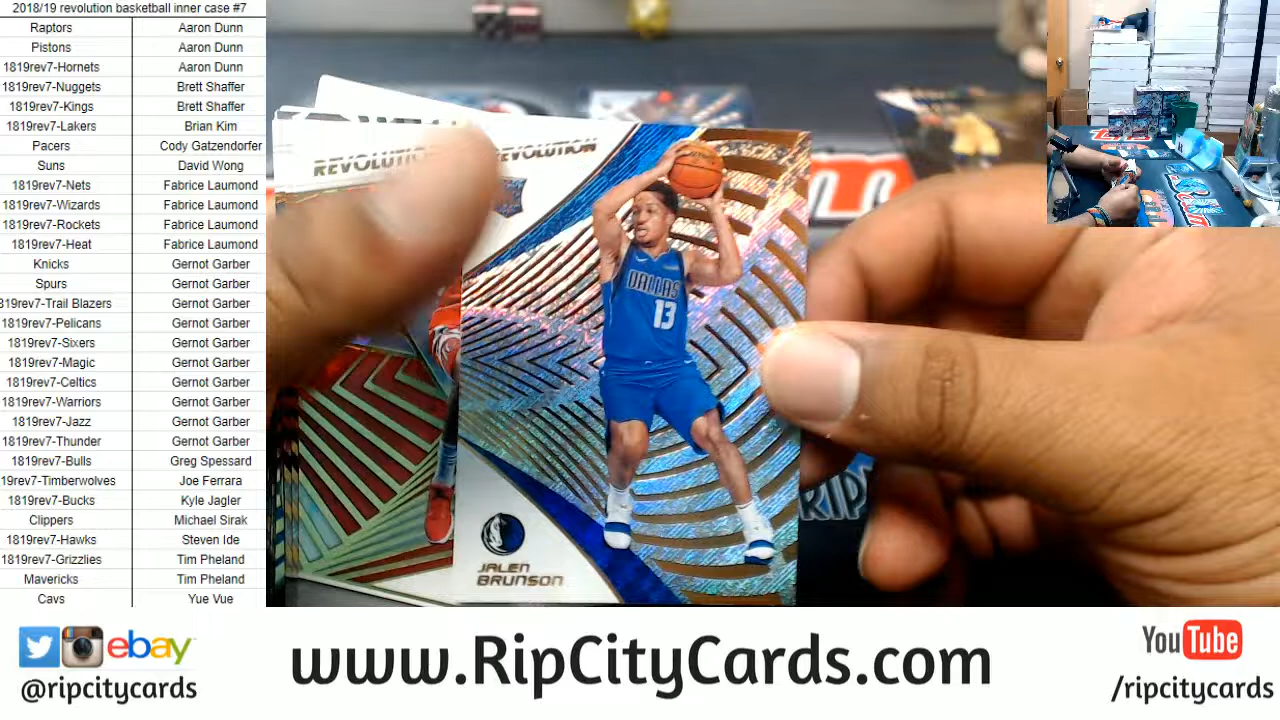 2018/19 revolution basketball inner case #7
Raptors Aaron Dunn
Pistons Aaron Dunn
1819rev7-Hornets Aaron Dunn
1819rev7-Nuggets Brett Shaffer
1819rev7-Kings Brett Shaffer
1819rev7-Lakers Brian Kim
Pacers Cody Gatzendorfer
Suns David Wong
1819rev7-Nets Fabrice Laumond
1819rev7-Wizards Fabrice Laumond
1819rev7-Rockets Fabrice Laumond
1819rev7-Heat Fabrice Laumond
Knicks Gernot Garber
Spurs Gernot Garber
819rev7-Trail Blazers Gernot Garber
1819rev7-Pelicans Gernot Garber
1819rev7-Sixers Gernot Garber
1819rev7-Magic Gernot Garber
1819rev7-Celtics Gernot Garber
1819rev7-Warriors Gernot Garber
1819rev7-Jazz Gernot Garber
1819rev7-Thunder Gernot Garber
1819rev7-Bulls Greg Spessard
19rev7-Timberwolves Joe Ferrara
1819rev7-Bucks Kyle Jagler
Clippers Michael Sirak
1819rev7-Hawks Steven Ide
1819rev7-Grizzlies Tim Pheland
Mavericks Tim Pheland
Cavs Yue Vue
REVOLUTION
EVOLUTION
DALLAS
13
JALEN
BRUNSON
RIP
ebay
@ripcitycards
www.RipCityCards.com
YouTube
/ripcitycards